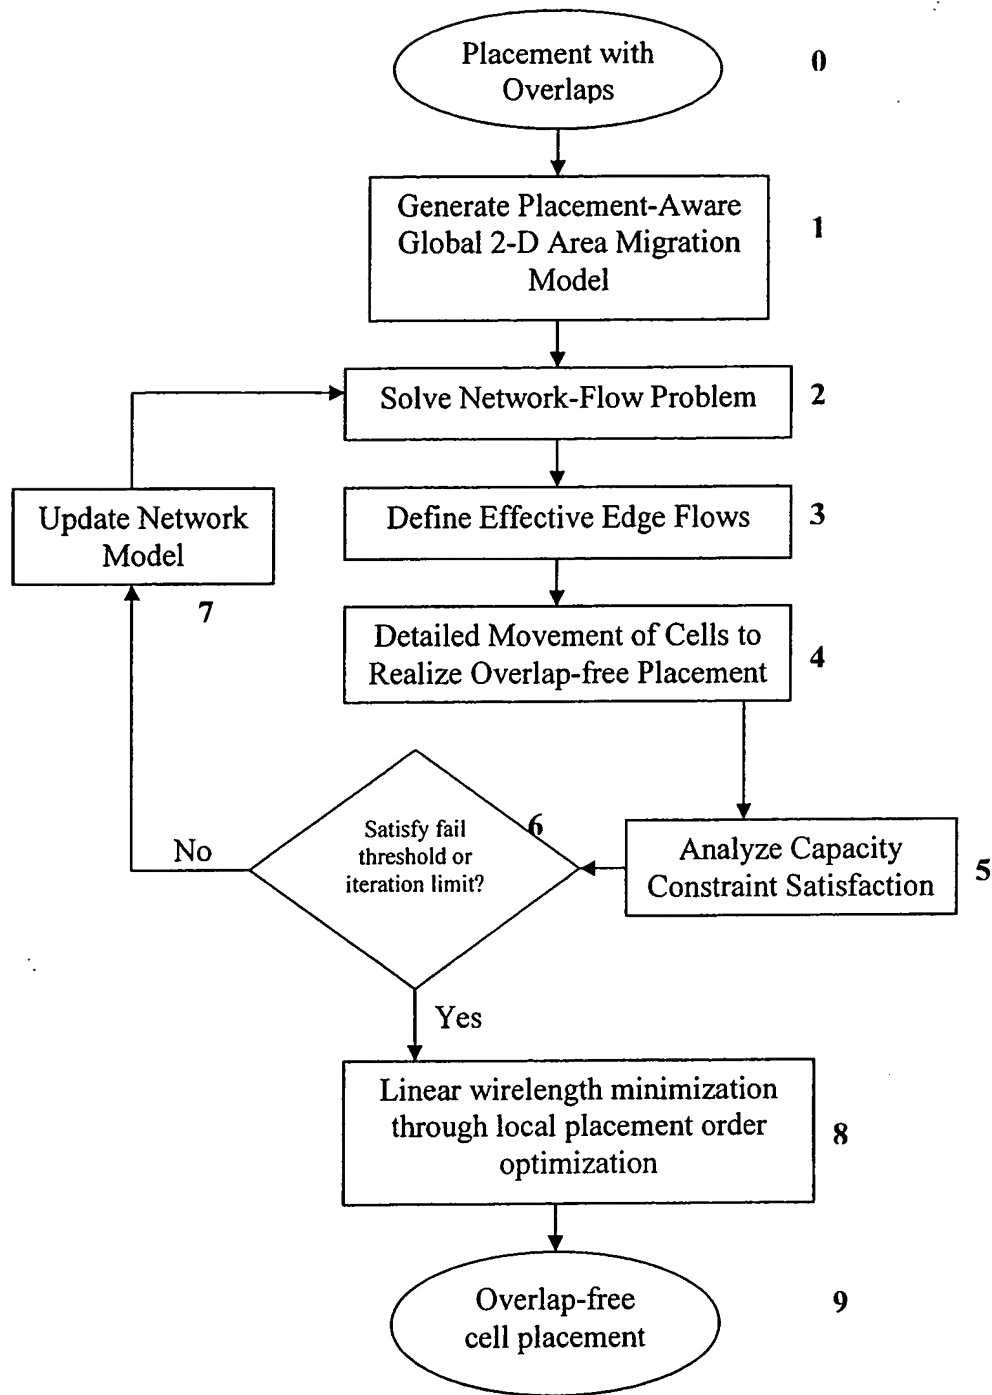 Placement with
Overlaps
0
Generate Placement-Aware
Global 2-D Area Migration
Model
1
Solve Network-Flow Problem
2
Define Effective Edge Flows
3
Update Network
Model
7
Detailed Movement of Cells to
Realize Overlap-free Placement
4
Satisfy fail
threshold or
iteration limit?
6
No
Analyze Capacity
Constraint Satisfaction
5
Yes
Linear wirelength minimization
through local placement order
optimization
8
Overlap-free
cell placement
9